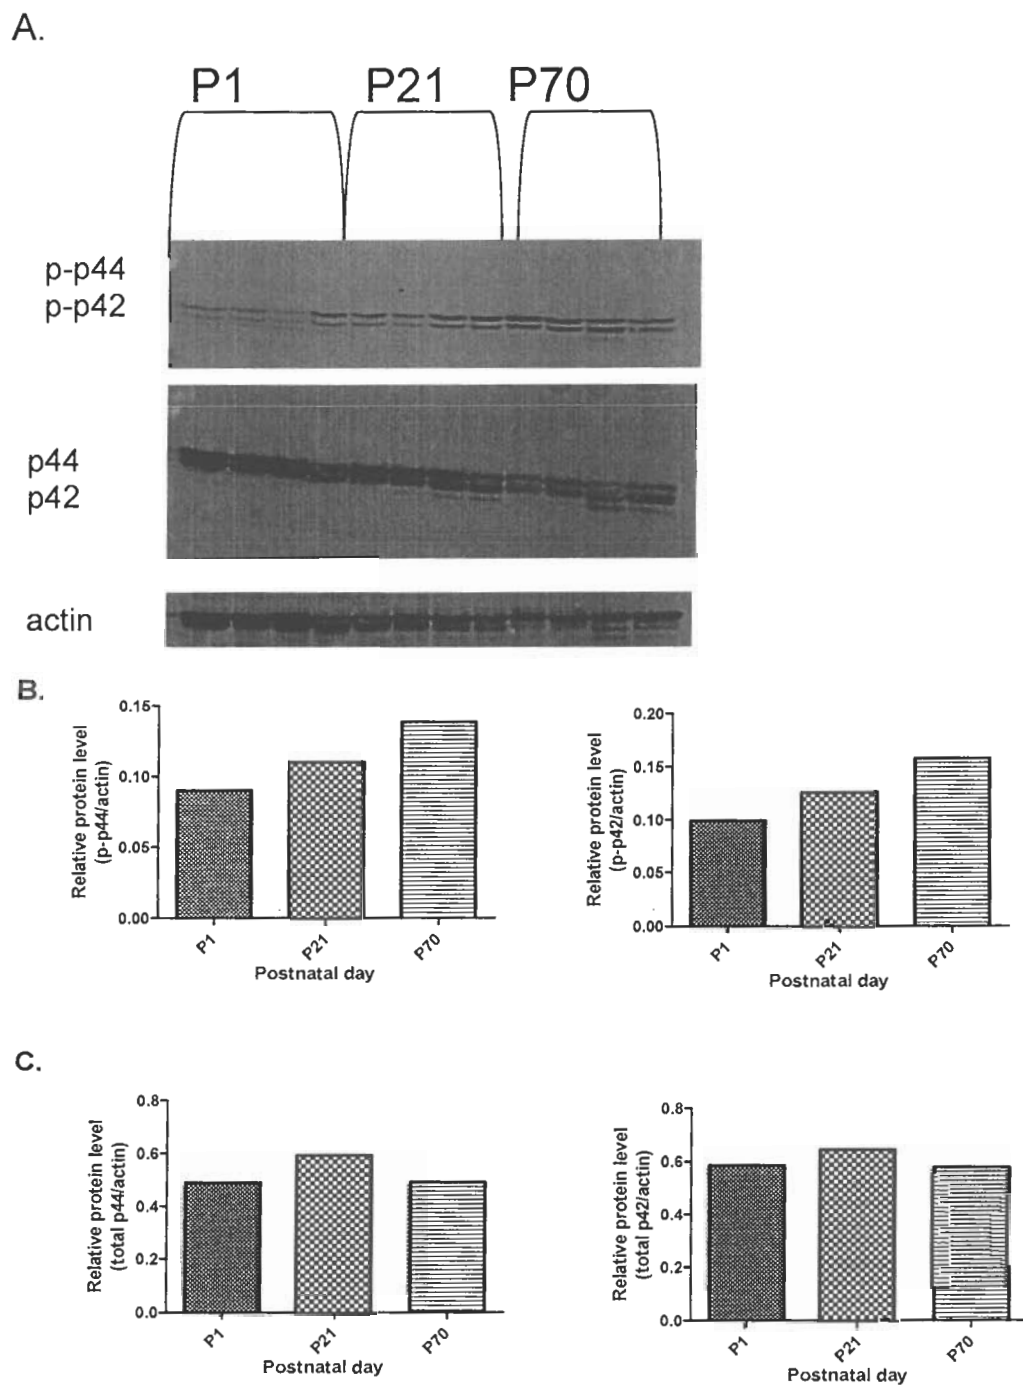 A.
P1 P21 P70
p-p44
p-p42
p44
p42
actin
B.
Relative protein level
(p-p44/actin)
0.15
0.10
0.05
0.00
P1 P21 P70
Postnatal day
Relative protein level
(p-p42/actin)
0.20
0.15
0.10
0.05
0.00
P1 P21 P70
Postnatal day
C.
Relative protein level
(total p44/actin)
0.8
0.6
0.4
0.2
0.0
P1 P21 P70
Postnatal day
Relative protein level
(total p42/actin)
0.8
0.6
0.4
0.2
0.0
P1 P21 P70
Postnatal day